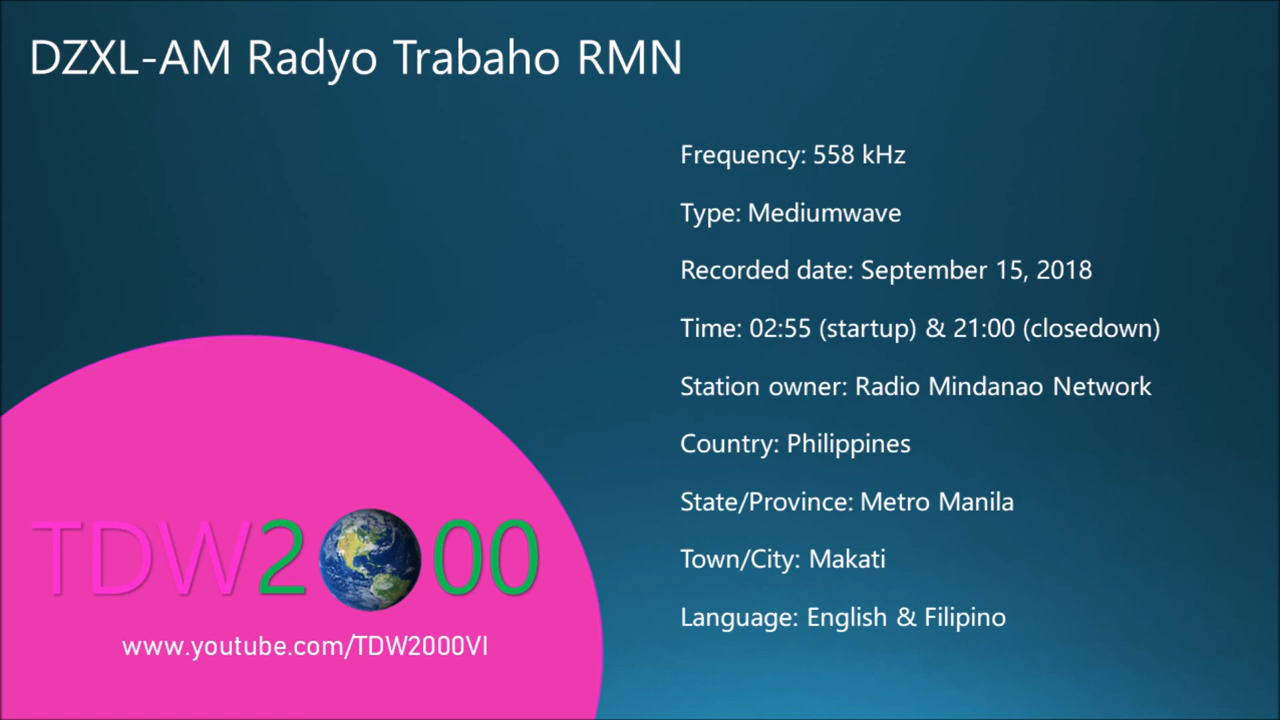 DZXL-AM Radyo Trabaho RMN
Frequency: 558 kHz
Type: Mediumwave
Recorded date: September 15, 2018
Time: 02:55 (startup) & 21:00 (closedown)
Station owner: Radio Mindanao Network
Country: Philippines
State/Province: Metro Manila
Town/City: Makati
Language: English & Filipino
TDW2000
www.youtube.com/TDW2000VI